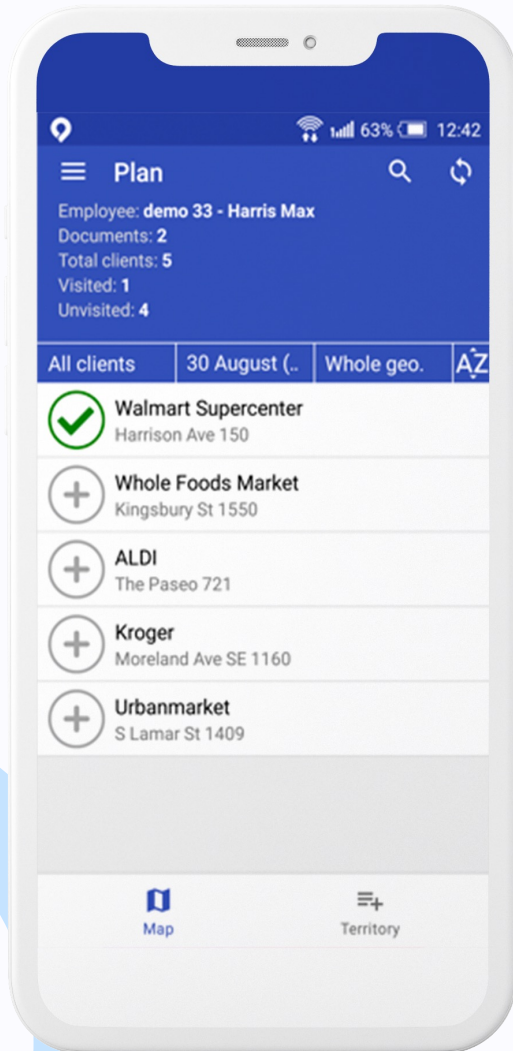 63% 12:42
Plan
Employee: demo 33 - Harris Max
Documents: 2
Total clients: 5
Visited: 1
Unvisited: 4
All clients 30 August (.. Whole geo. AZ
Walmart Supercenter
Harrison Ave 150
Whole Foods Market
Kingsbury St 1550
ALDI
The Paseo 721
Kroger
Moreland Ave SE 1160
Urbanmarket
S Lamar St 1409
Map Territory